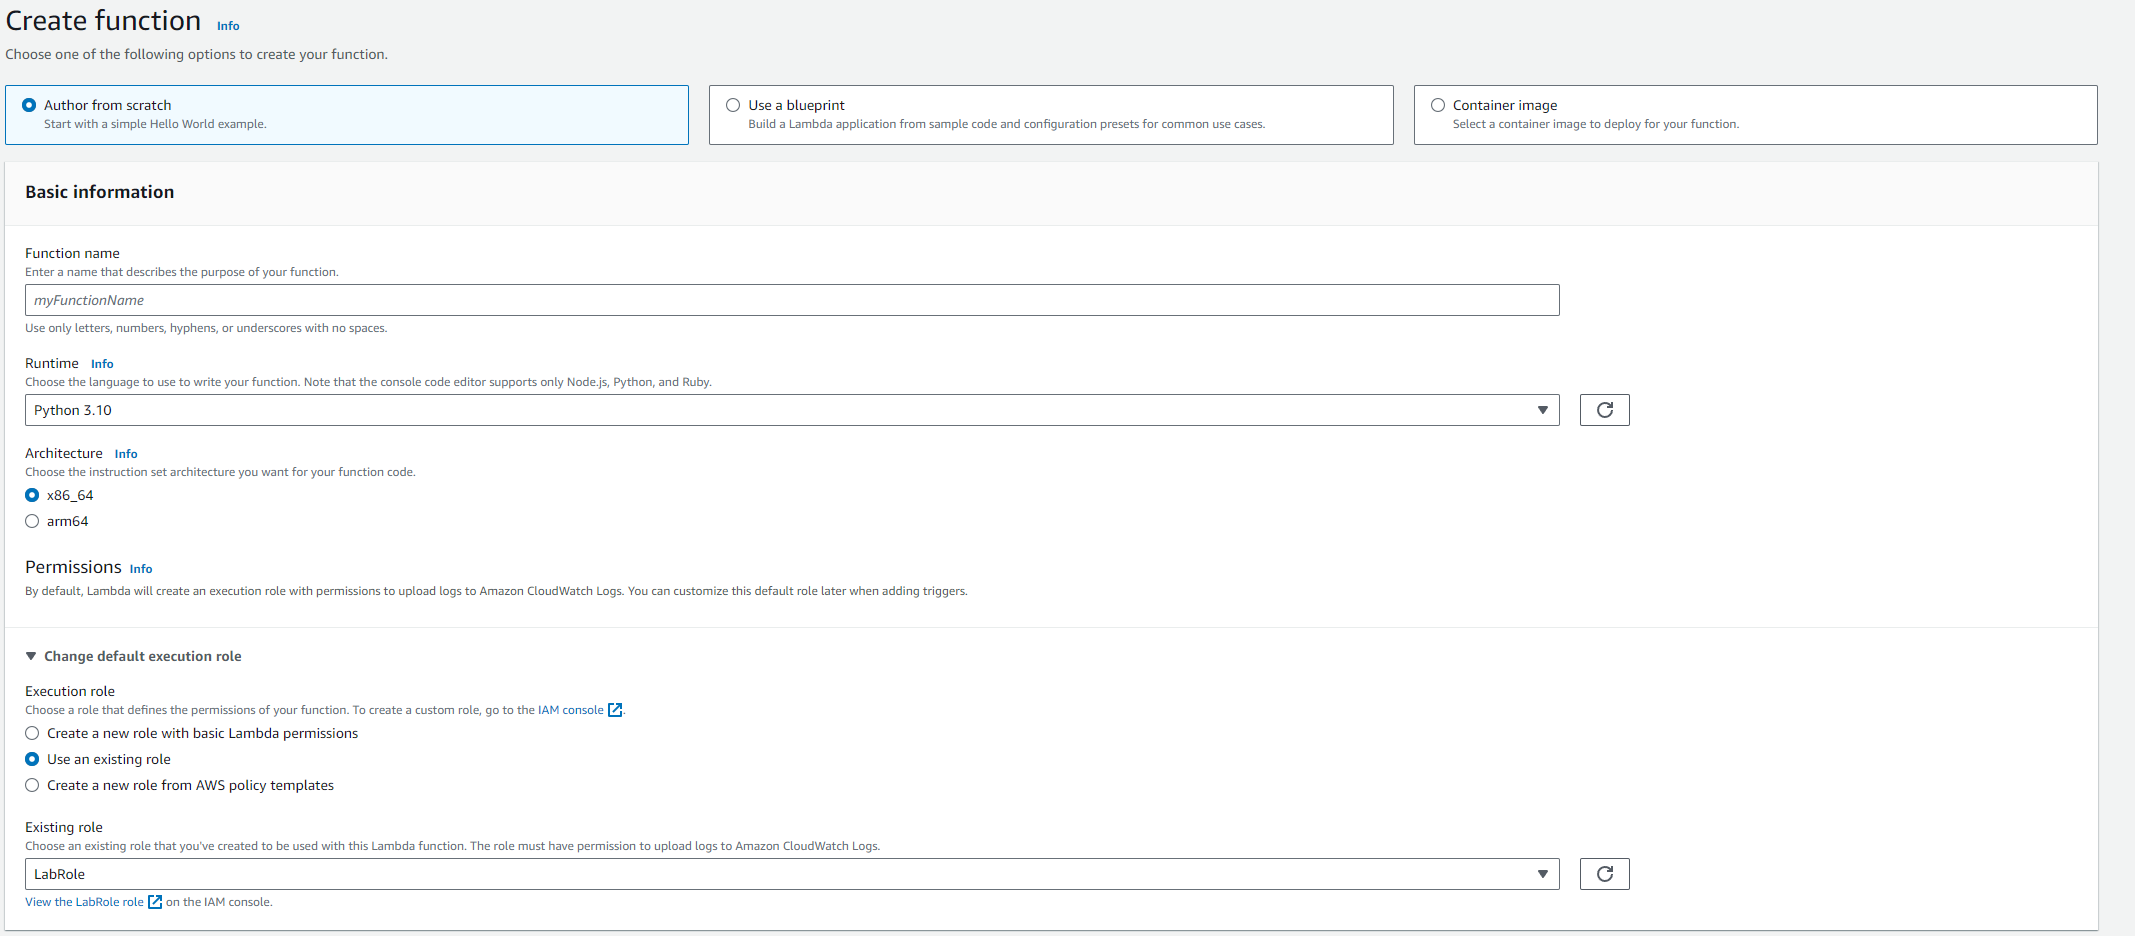 Create function Info
Choose one of the following options to create your function.
Author from scratch
Start with a simple Hello World example.
Use a blueprint
Build a Lambda application from sample code and configuration presets for common use cases.
Container image
Select a container image to deploy for your function.
Basic information
Function name
Enter a name that describes the purpose of your function.
myFunctionName
Use only letters, numbers, hyphens, or underscores with no spaces.
Runtime Info
Choose the language to use to write your function. Note that the console code editor supports only Node.js, Python, and Ruby.
Python 3.10
Architecture Info
Choose the instruction set architecture you want for your function code.
x86_64
arm64
Permissions Info
By default, Lambda will create an execution role with permissions to upload logs to Amazon CloudWatch Logs. You can customize this default role later when adding triggers.
Change default execution role
Execution role
Choose a role that defines the permissions of your function. To create a custom role, go to the IAM console.
Create a new role with basic Lambda permissions
Use an existing role
Create a new role from AWS policy templates
Existing role
Choose an existing role that you've created to be used with this Lambda function. The role must have permission to upload logs to Amazon CloudWatch Logs.
LabRole
View the LabRole role on the IAM console.